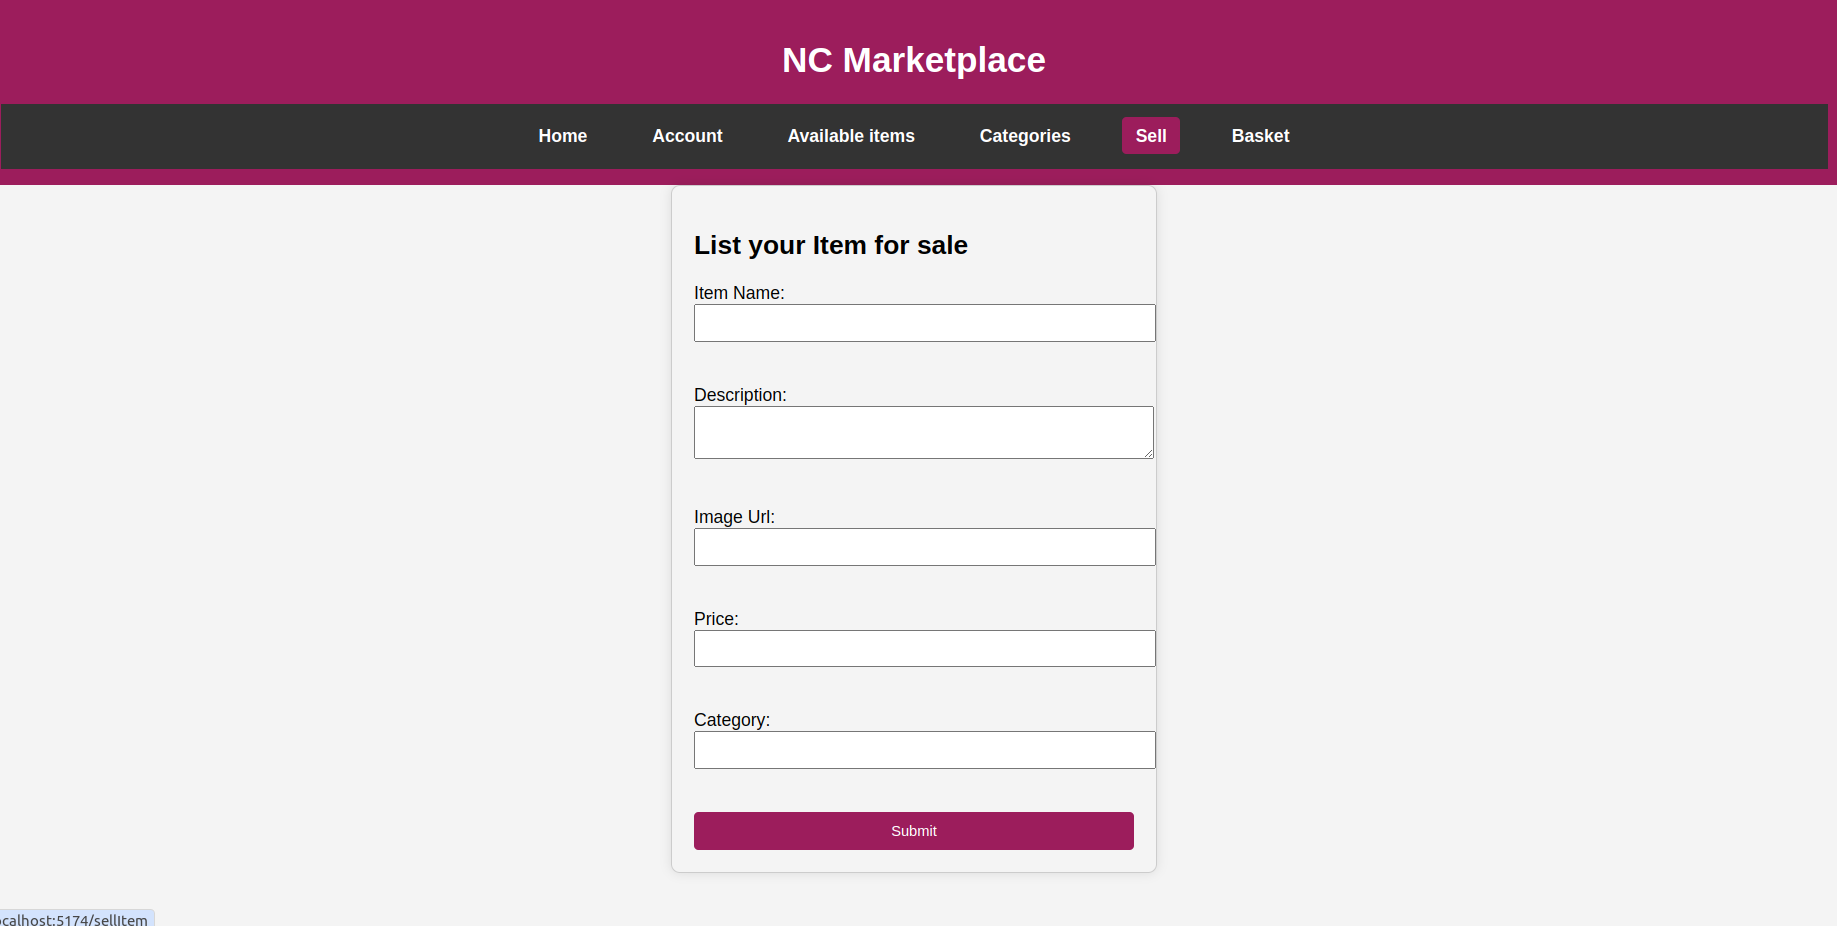 NC Marketplace
Home Account Available items Categories Sell Basket
List your Item for sale
Item Name:
Description:
Image Url:
Price:
Category:
Submit
ocalhost:5174/sellItem